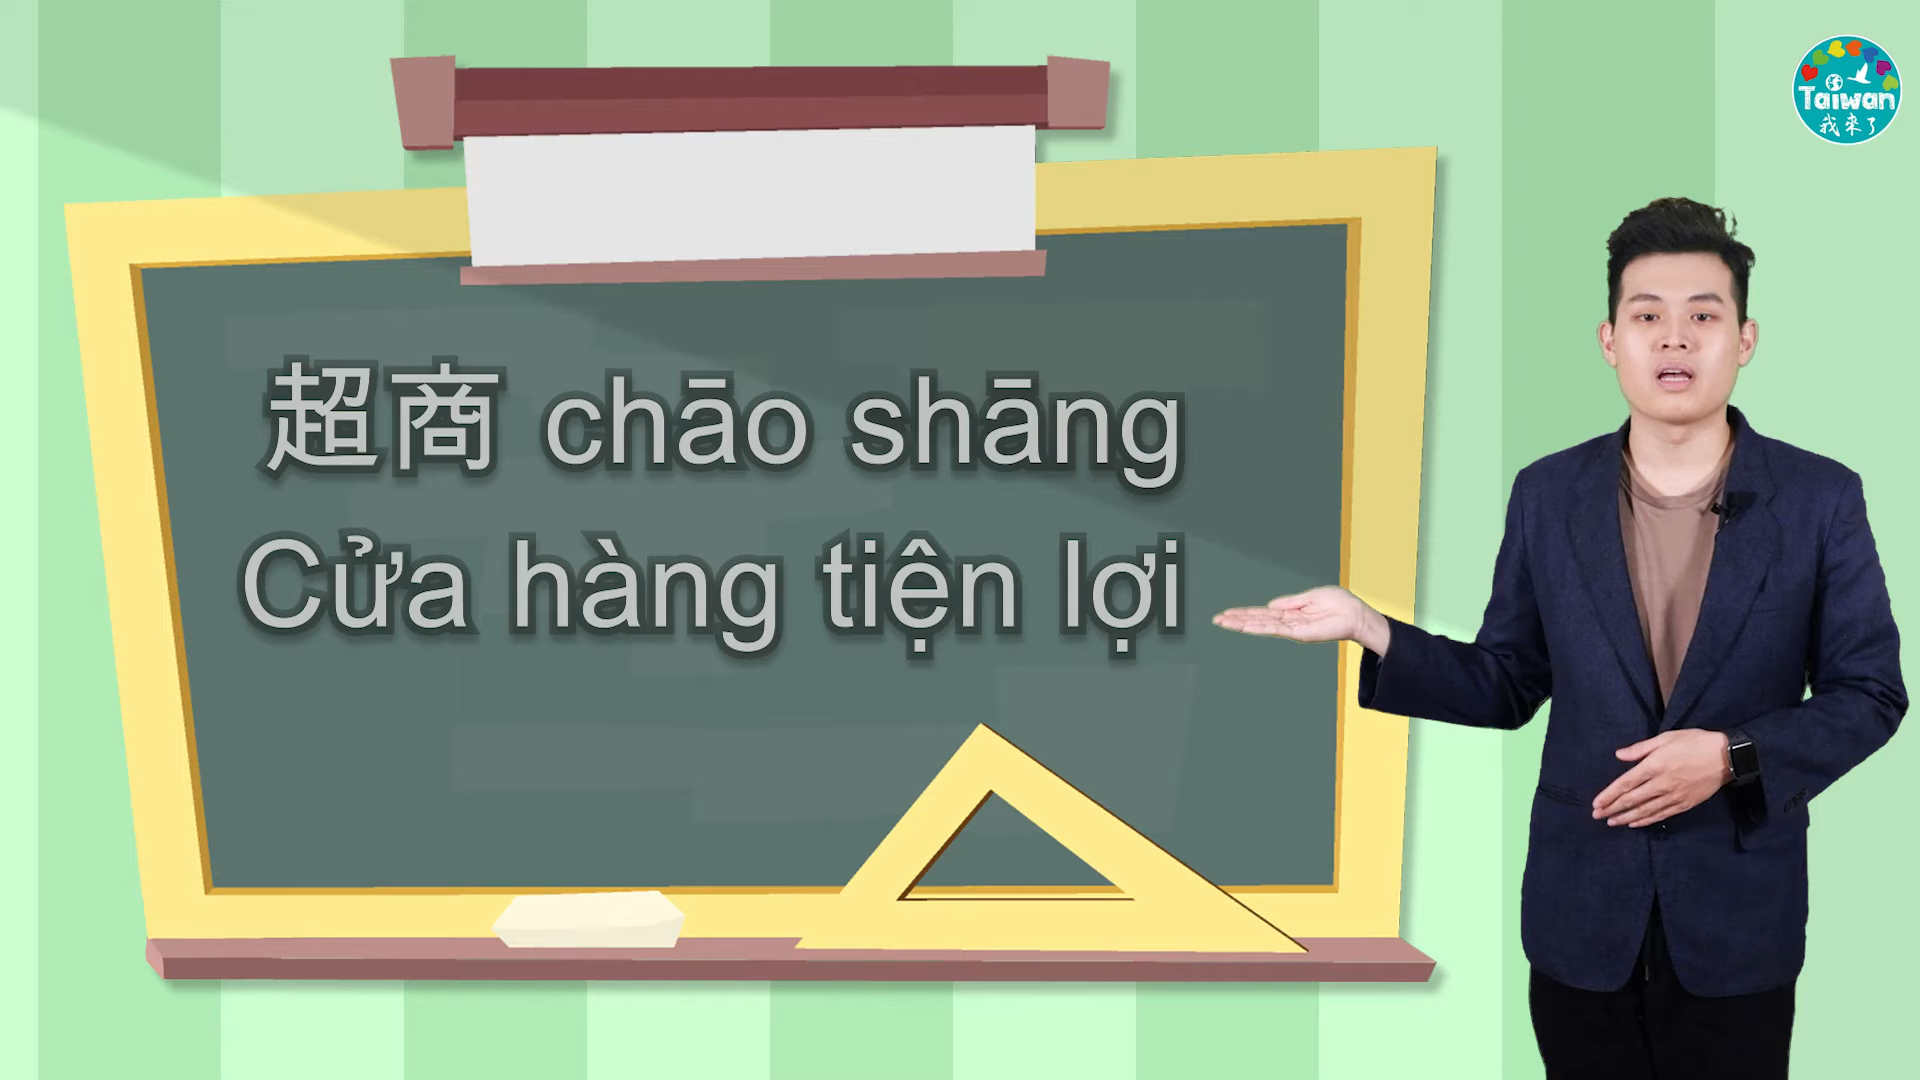 超商 chāo shāng
Cửa hàng tiện lợi
Taiwan
我來了